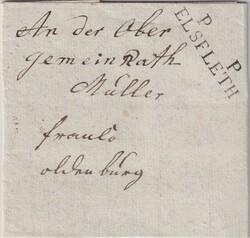 An der Ober
P P
ELSFLETH
gemeinRath
Müller
franco
oldenburg